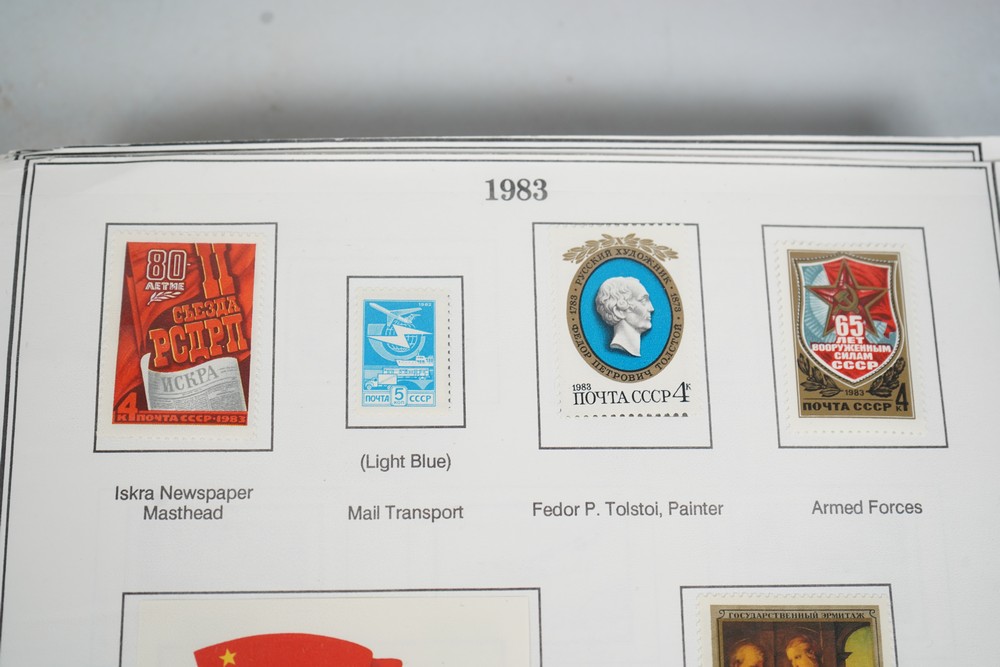 1983
80
ЛЕТИЕ
II
СЪЕЗДА
РСДРП
ИСКРА
4 К ПОЧТА СССР·1983
1983
ПОЧТА 5 СССР
·1783·РУССКИЙ ХУДОЖНИК·1873·
ФЕДОР ПЕТРОВИЧ ТОЛСТОЙ
1983
ПОЧТА СССР 4 К
65
ЛЕТ
ВООРУЖЕННЫМ
СИЛАМ
СССР
1983
ПОЧТА СССР 4 К
Iskra Newspaper
Masthead
(Light Blue)
Mail Transport
Fedor P. Tolstoi, Painter
Armed Forces
ГОСУДАРСТВЕННЫЙ ЭРМИТАЖ